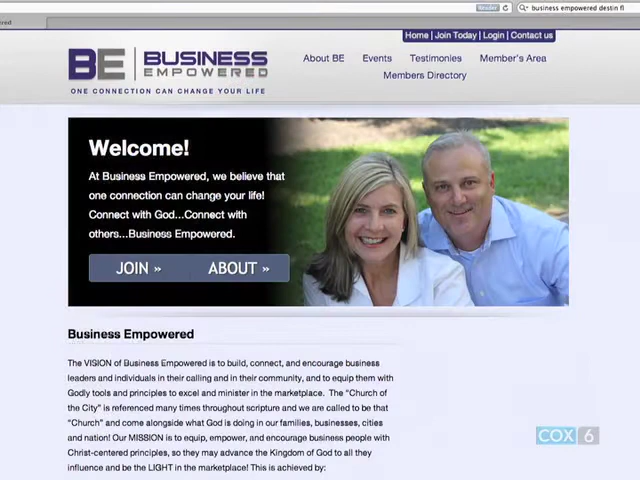 Reader
business empowered destin fl
ered
Home | Join Today | Login | Contact us
BE BUSINESS EMPOWERED
ONE CONNECTION CAN CHANGE YOUR LIFE
About BE Events Testimonies Member's Area
Members Directory
Welcome!
At Business Empowered, we believe that
one connection can change your life!
Connect with God...Connect with
others...Business Empowered.
JOIN » ABOUT »
Business Empowered
The VISION of Business Empowered is to build, connect, and encourage business
leaders and individuals in their calling and in their community, and to equip them with
Godly tools and principles to excel and minister in the marketplace. The “Church of
the City” is referenced many times throughout scripture and we are called to be that
“Church” and come alongside what God is doing in our families, businesses, cities
and nation! Our MISSION is to equip, empower, and encourage business people with
Christ-centered principles, so they may advance the Kingdom of God to all they
influence and be the LIGHT in the marketplace! This is achieved by:
COX 6